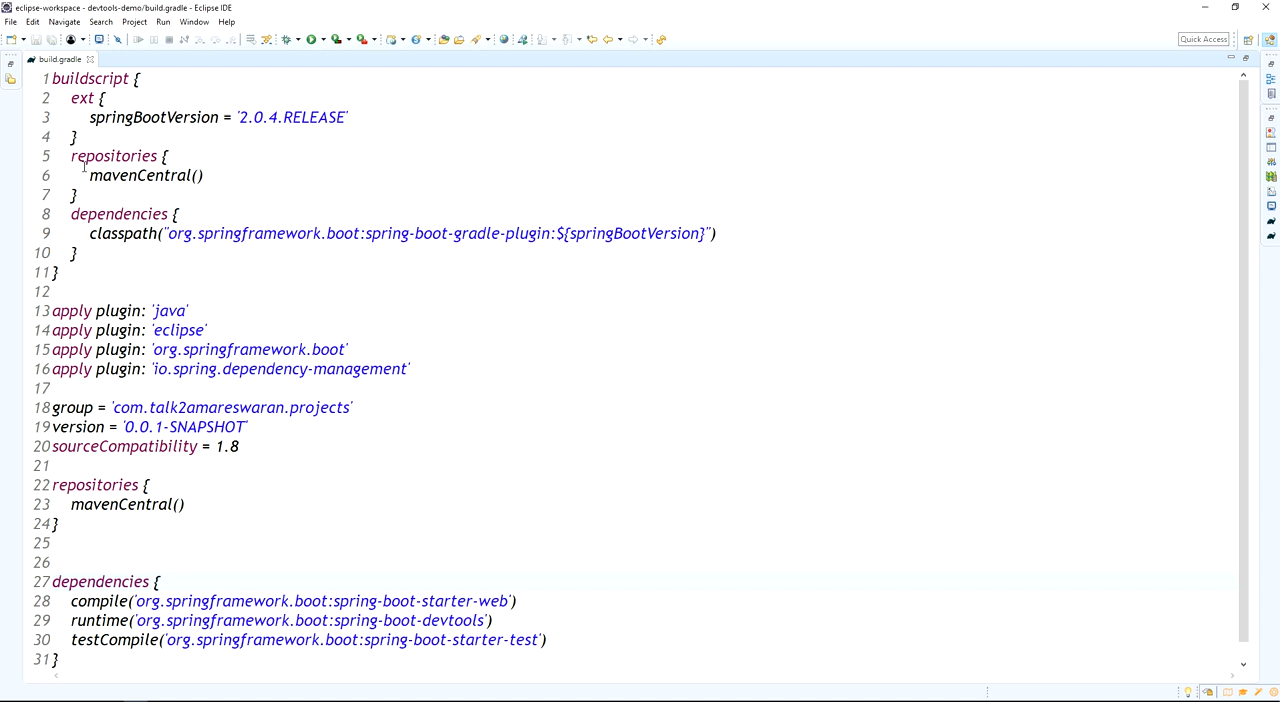 eclipse-workspace - devtools-demo/build.gradle - Eclipse IDE
File Edit Navigate Search Project Run Window Help
Quick Access
build.gradle
1 buildscript {
2 ext {
3 springBootVersion = '2.0.4.RELEASE'
4 }
5 repositories {
6 mavenCentral()
7 }
8 dependencies {
9 classpath("org.springframework.boot:spring-boot-gradle-plugin:${springBootVersion}")
10 }
11 }
12
13 apply plugin: 'java'
14 apply plugin: 'eclipse'
15 apply plugin: 'org.springframework.boot'
16 apply plugin: 'io.spring.dependency-management'
17
18 group = 'com.talk2amareswaran.projects'
19 version = '0.0.1-SNAPSHOT'
20 sourceCompatibility = 1.8
21
22 repositories {
23 mavenCentral()
24 }
25
26
27 dependencies {
28 compile('org.springframework.boot:spring-boot-starter-web')
29 runtime('org.springframework.boot:spring-boot-devtools')
30 testCompile('org.springframework.boot:spring-boot-starter-test')
31 }